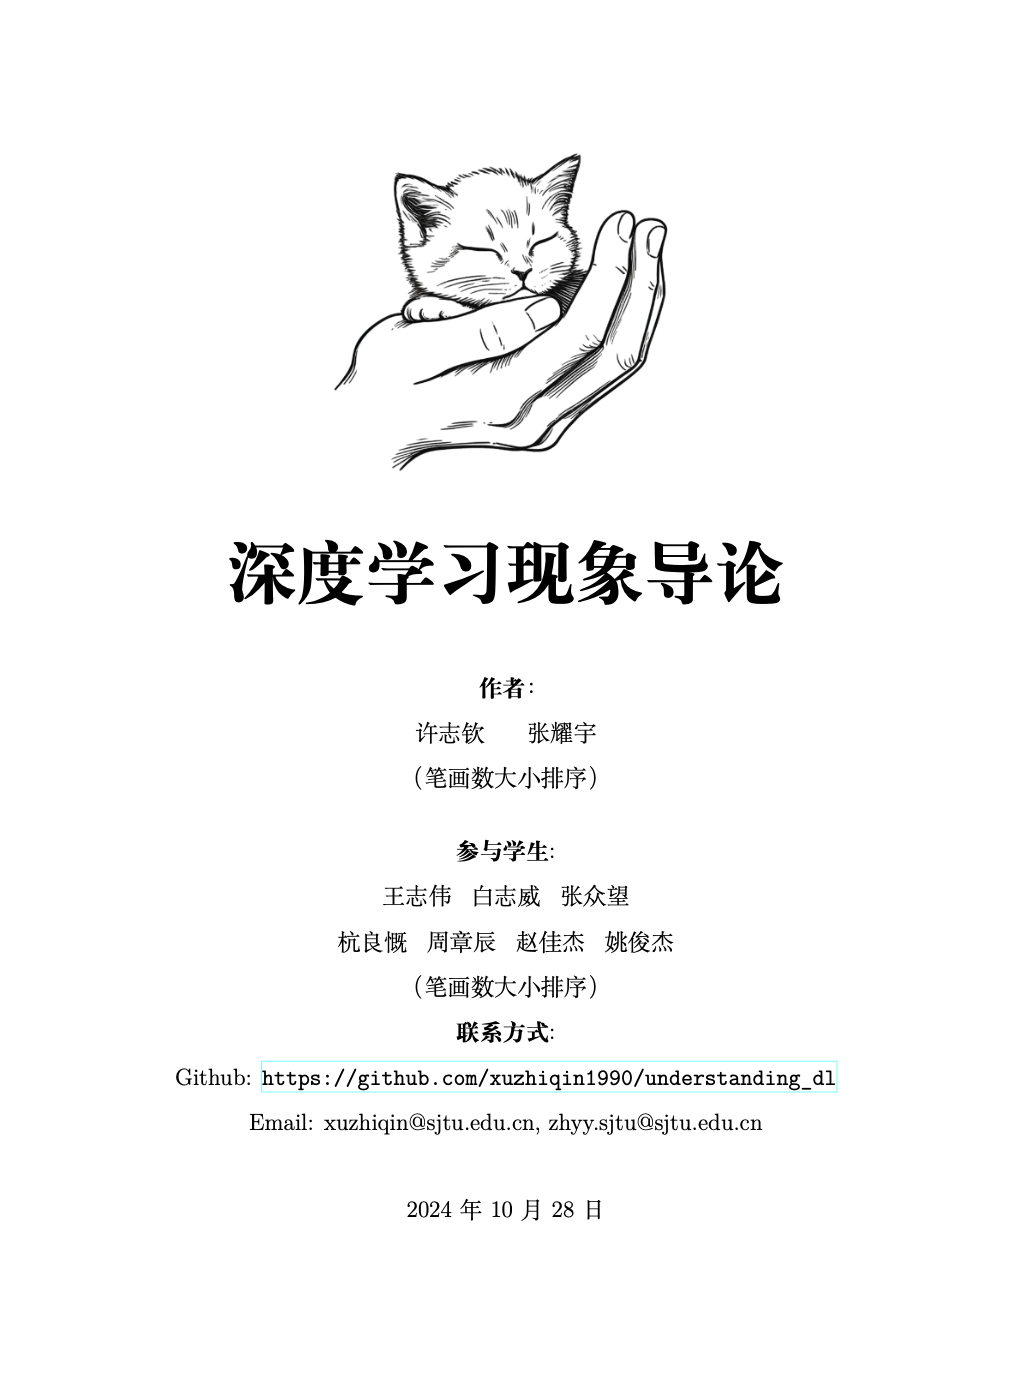 深度学习现象导论
作者:
许志钦 张耀宇
（笔画数大小排序）
参与学生:
王志伟 白志威 张众望
杭良慨 周章辰 赵佳杰 姚俊杰
（笔画数大小排序）
联系方式:
Github: https://github.com/xuzhiqin1990/understanding_dl
Email: xuzhiqin@sjtu.edu.cn, zhyy.sjtu@sjtu.edu.cn
2024 年 10 月 28 日